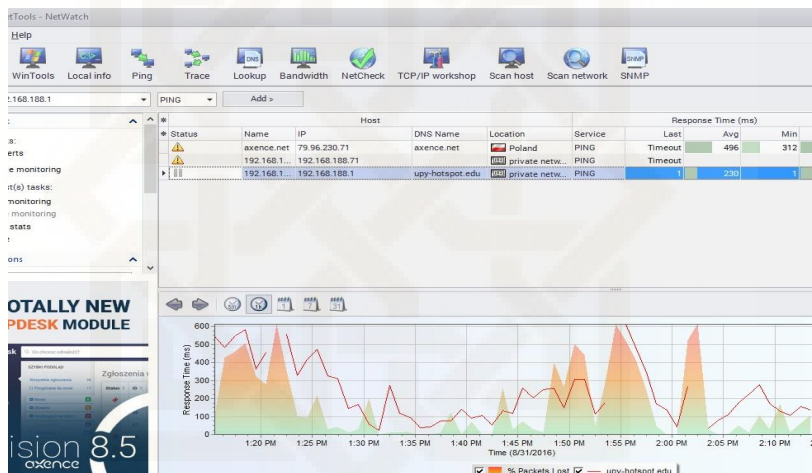 etTools - NetWatch
Help
WinTools Local info Ping Trace Lookup Bandwidth NetCheck TCP/IP workshop Scan host Scan network SNMP
.168.188.1 PING Add »
Host Response Time (ms)
Status Name IP DNS Name Location Service Last Avg Min
axence.net 79.96.230.71 axence.net Poland PING Timeout 496 312
192.168.1... 192.168.188.71 private netw... PING Timeout
192.168.1... 192.168.188.1 upy-hotspot.edu private netw... PING 1 230 1
erts
e monitoring
t(s) tasks:
monitoring
monitoring
stats
ons
OTALLY NEW
PDESK MODULE
Zgłoszenia
ision 8.5
axence
Response Time (ms)
600
500
400
300
200
100
0
1:20 PM 1:25 PM 1:30 PM 1:35 PM 1:40 PM 1:45 PM 1:50 PM 1:55 PM 2:00 PM 2:05 PM 2:10 PM
Time (8/31/2016)
% Packets Lost upy-hotspot.edu